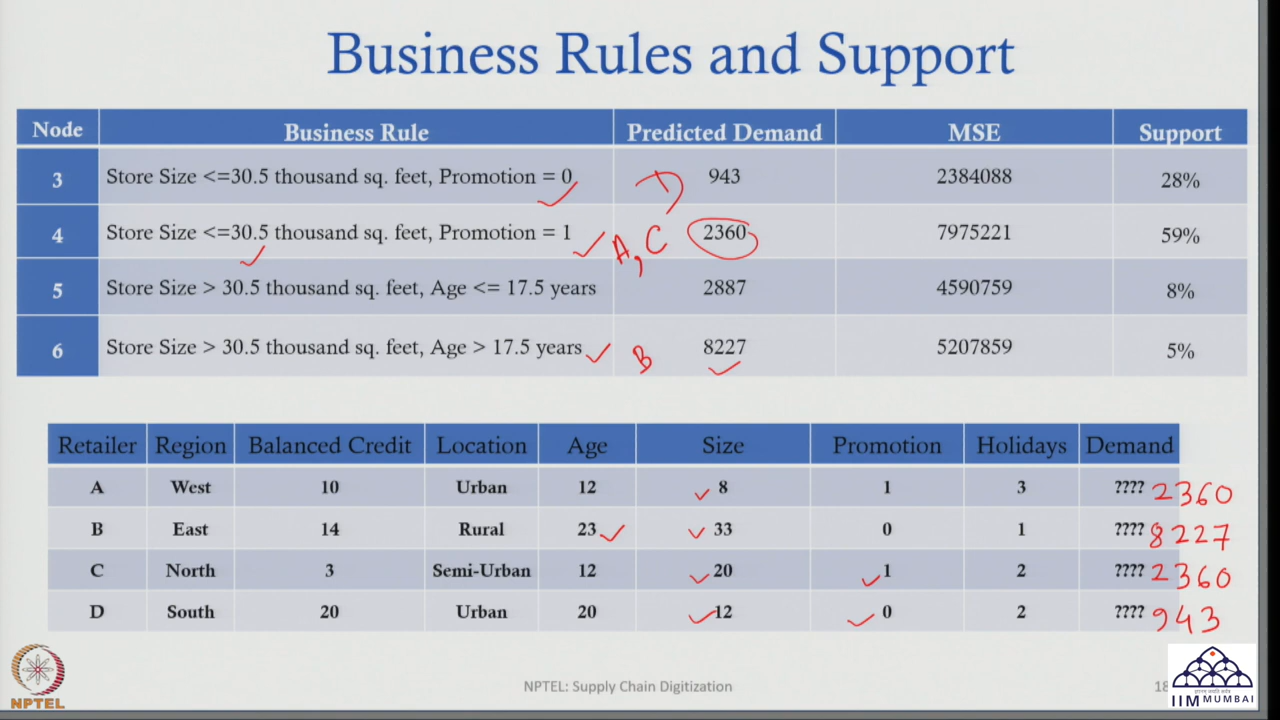 Business Rules and Support
Node Business Rule Predicted Demand MSE Support
3 Store Size <=30.5 thousand sq. feet, Promotion = 0 943 2384088 28%
4 Store Size <=30.5 thousand sq. feet, Promotion = 1 A, C 2360 7975221 59%
5 Store Size > 30.5 thousand sq. feet, Age <= 17.5 years 2887 4590759 8%
6 Store Size > 30.5 thousand sq. feet, Age > 17.5 years B 8227 5207859 5%
Retailer Region Balanced Credit Location Age Size Promotion Holidays Demand
A West 10 Urban 12 8 1 3 ???? 2360
B East 14 Rural 23 33 0 1 ???? 8227
C North 3 Semi-Urban 12 20 1 2 ???? 2360
D South 20 Urban 20 12 0 2 ???? 943
NPTEL NPTEL: Supply Chain Digitization 18
IIM MUMBAI